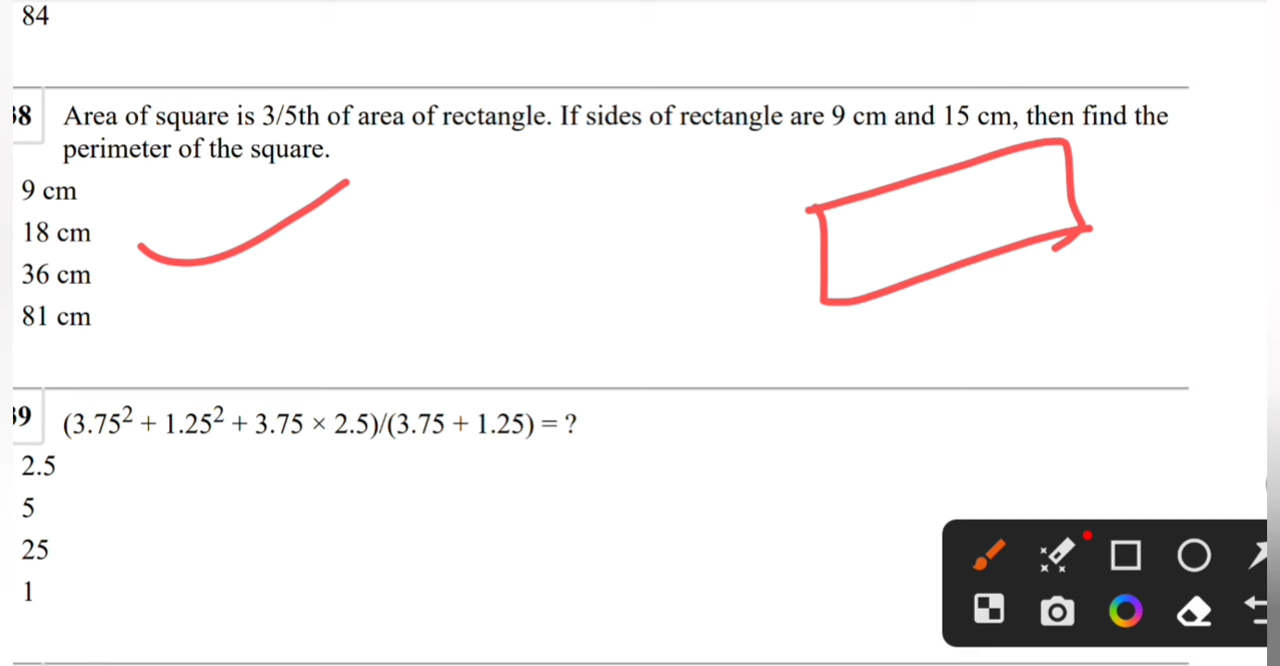 84
38 Area of square is 3/5th of area of rectangle. If sides of rectangle are 9 cm and 15 cm, then find the
perimeter of the square.
9 cm
18 cm
36 cm
81 cm
39 (3.75² + 1.25² + 3.75 × 2.5)/(3.75 + 1.25) = ?
2.5
5
25
1